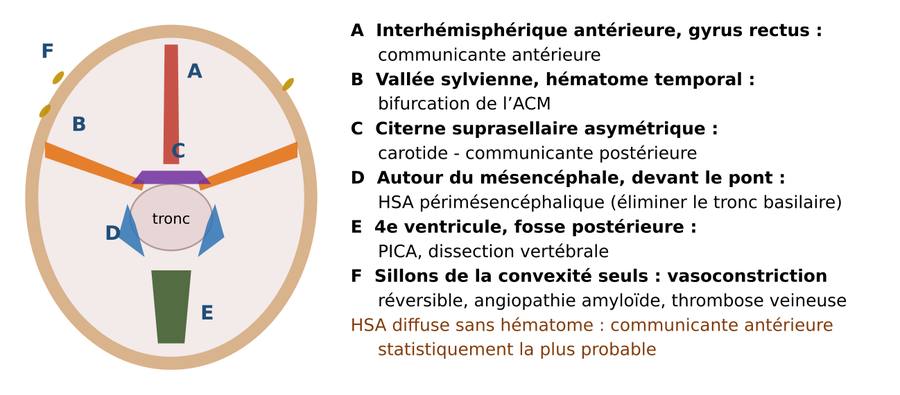 F
A
B
C
tronc
D
E
A Interhémisphérique antérieure, gyrus rectus :
communicante antérieure
B Vallée sylvienne, hématome temporal :
bifurcation de l’ACM
C Citerne suprasellaire asymétrique :
carotide - communicante postérieure
D Autour du mésencéphale, devant le pont :
HSA périmésencéphalique (éliminer le tronc basilaire)
E 4e ventricule, fosse postérieure :
PICA, dissection vertébrale
F Sillons de la convexité seuls : vasoconstriction
réversible, angiopathie amyloïde, thrombose veineuse
HSA diffuse sans hématome : communicante antérieure
statistiquement la plus probable